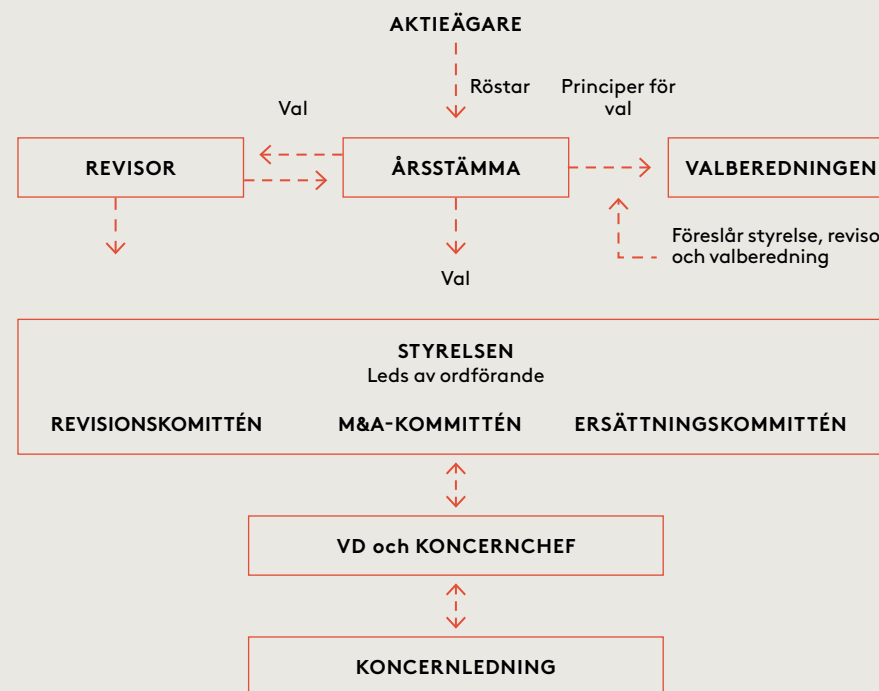 AKTIEÄGARE
Röstar
Principer för
val
Val
REVISOR
ÅRSSTÄMMA
VALBEREDNINGEN
Föreslår styrelse, reviso
och valberedning
Val
STYRELSEN
Leds av ordförande
REVISIONSKOMITTÉN
M&A-KOMMITTÉN
ERSÄTTNINGSKOMMITTÉN
VD och KONCERNCHEF
KONCERNLEDNING